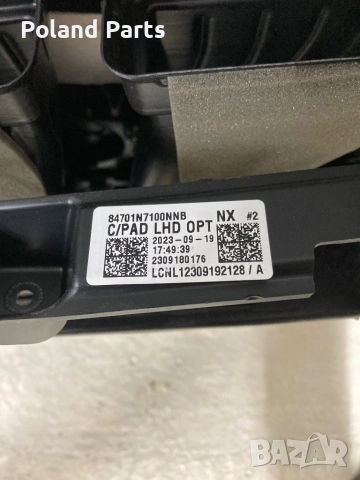 Poland Parts
84701N7100NNB NX #2
C/PAD LHD OPT
2023-09-19
17:49:39
2309180176
LCNL12309192128 / A
BAZAR